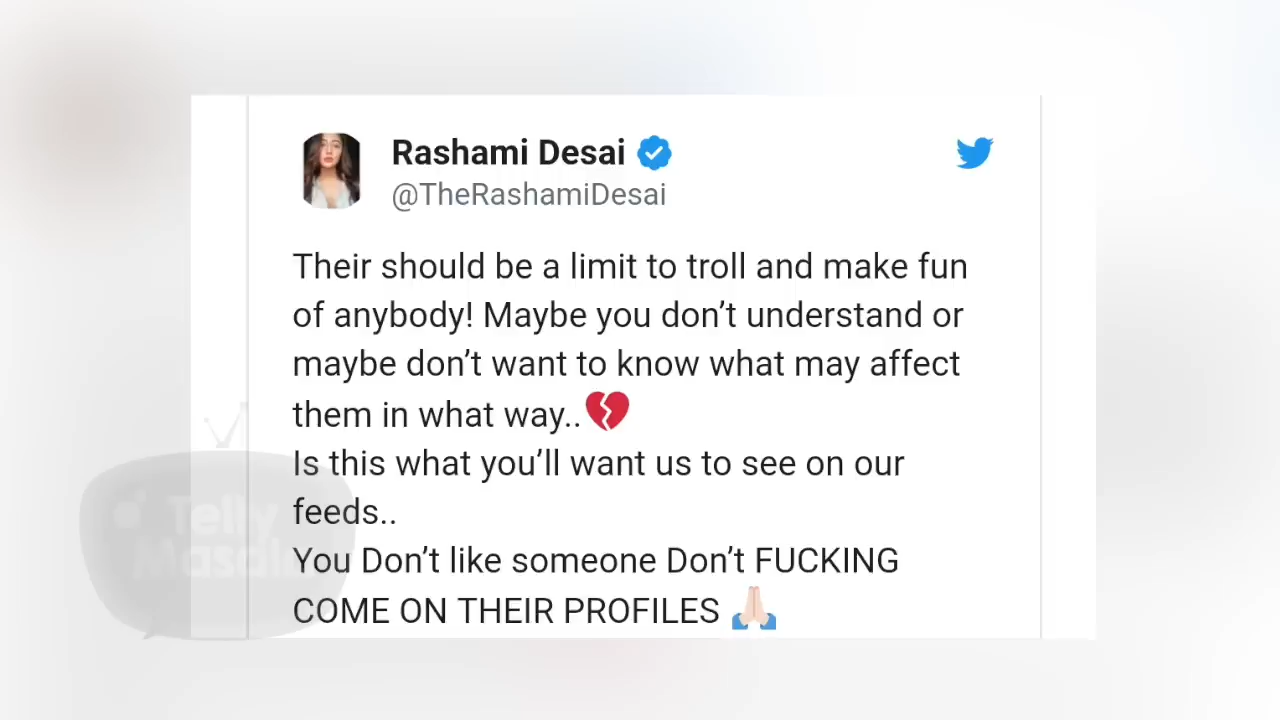 Rashami Desai
@TheRashamiDesai
Their should be a limit to troll and make fun
of anybody! Maybe you don’t understand or
maybe don’t want to know what may affect
them in what way..💔
Is this what you’ll want us to see on our
feeds..
You Don’t like someone Don’t FUCKING
COME ON THEIR PROFILES 🙏🏻
Telly
Masala